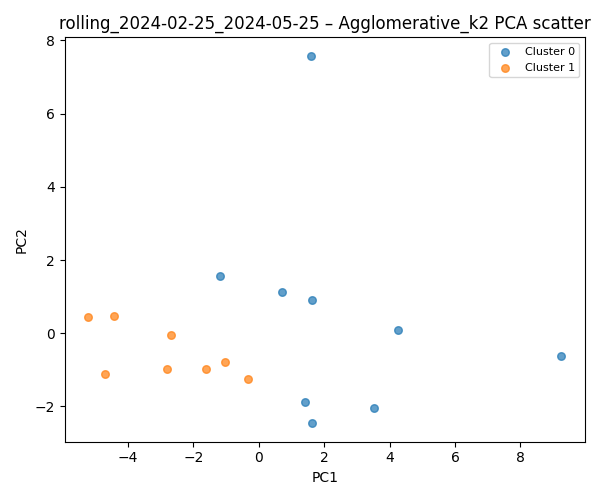 rolling_2024-02-25_2024-05-25 – Agglomerative_k2 PCA scatter
Cluster 0
Cluster 1
8
6
4
2
0
−2
PC2
−4
−2
0
2
4
6
8
PC1